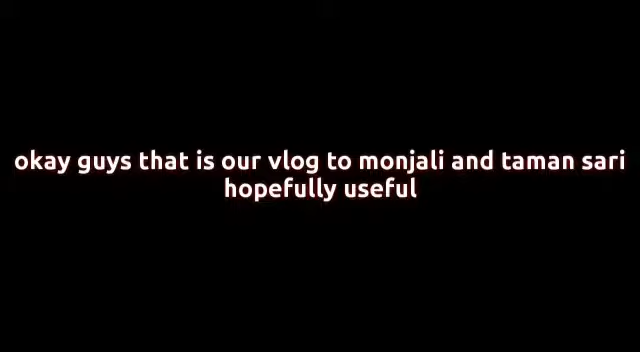 okay guys that is our vlog to monjali and taman sari
hopefully useful